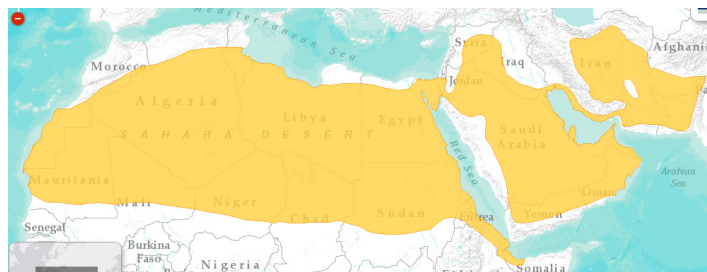 Mediterranean Sea
Syria
Afghani
Iraq
Iran
Morocco
Jordan
Algeria
Libya
Egypt
SAHARA DESERT
Saudi
Arabia
Red Sea
Arabian
Sea
Mauritania
Oman
Mali
Niger
Chad
Sudan
Eritrea
Yemen
Senegal
Burkina
Faso
Nigeria
Somalia